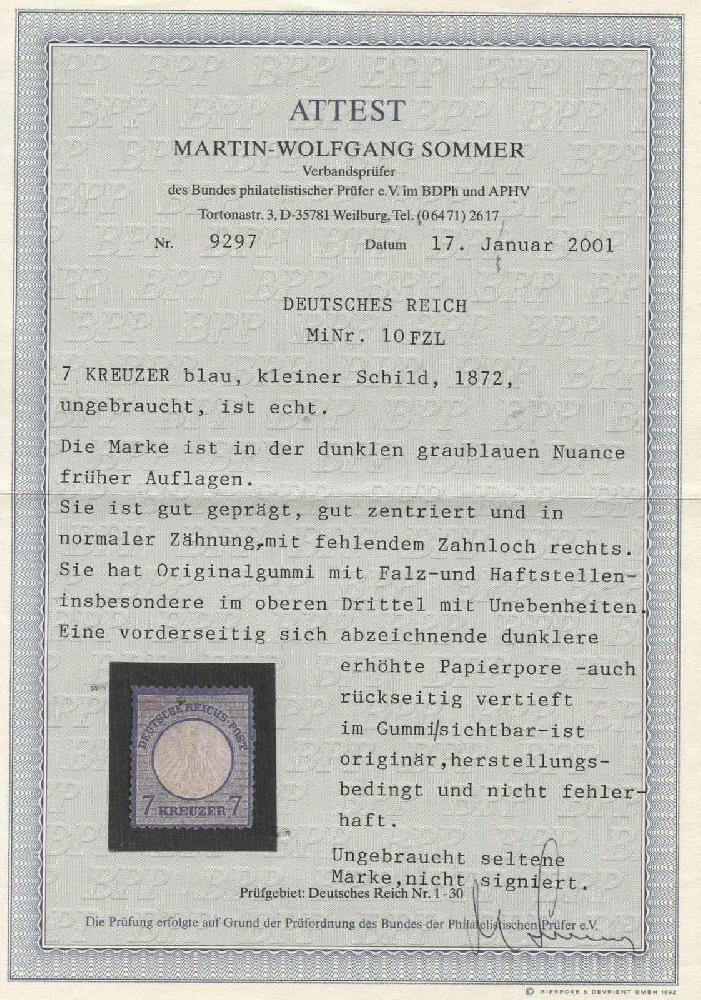 ATTEST
MARTIN-WOLFGANG SOMMER
Verbandsprüfer
des Bundes philatelistischer Prüfer e.V. im BDPh und APHV
Tortonastr. 3, D-35781 Weilburg, Tel. (06471) 2617
Nr. 9297 Datum 17. Januar 2001
DEUTSCHES REICH
MiNr. 10FZL
7 KREUZER blau, kleiner Schild, 1872,
ungebraucht, ist echt.
Die Marke ist in der dunklen graublauen Nuance
früher Auflagen.
Sie ist gut geprägt, gut zentriert und in
normaler Zähnung,mit fehlendem Zahnloch rechts.
Sie hat Originalgummi mit Falz-und Haftstellen-
insbesondere im oberen Drittel mit Unebenheiten.
Eine vorderseitig sich abzeichnende dunklere
erhöhte Papierpore -auch
rückseitig vertieft
im Gummi/sichtbar-ist
originär,herstellungs-
bedingt und nicht fehler-
haft.
DEUTSCHE REICHS-POST
7 KREUZER 7
Ungebraucht seltene
Marke,nicht signiert.
Prüfgebiet: Deutsches Reich Nr. 1-30
Die Prüfung erfolgte auf Grund der Prüfordnung des Bundes der Philatelistischen Prüfer e.V.
© GIESECKE & DEVRIENT GMBH 1992